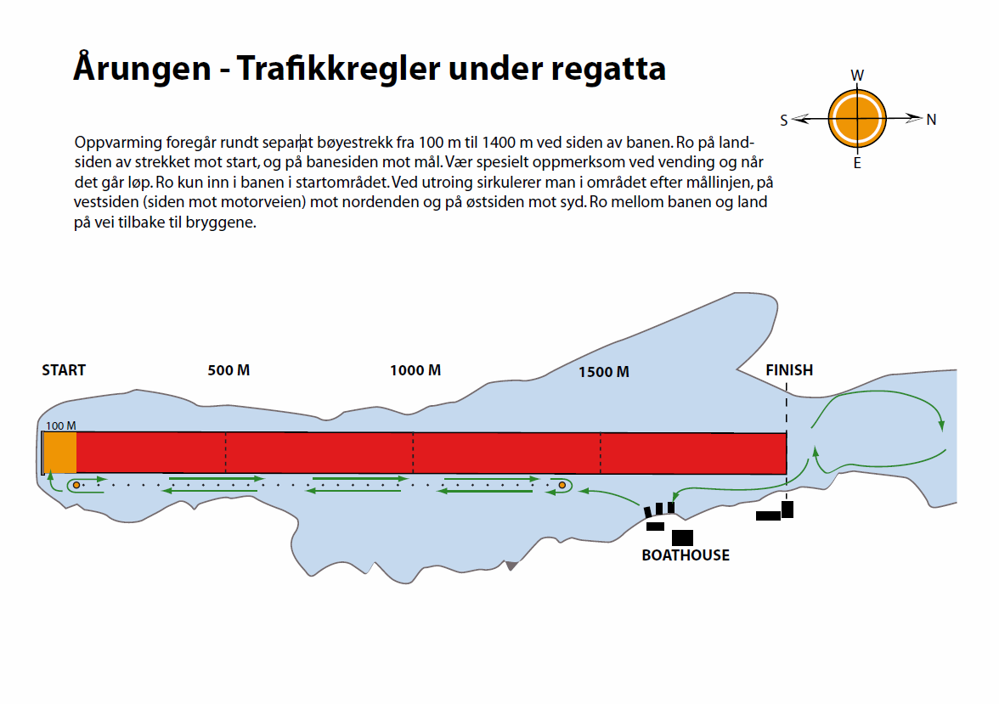 Årungen - Trafikkregler under regatta
W
S
N
E
Oppvarming foregår rundt separat bøyestrekk fra 100 m til 1400 m ved siden av banen. Ro på land-
siden av strekket mot start, og på banesiden mot mål. Vær spesielt oppmerksom ved vending og når
det går løp. Ro kun inn i banen i startområdet. Ved utroing sirkulerer man i området efter mållinjen, på
vestsiden (siden mot motorveien) mot nordenden og på østsiden mot syd. Ro mellom banen og land
på vei tilbake til bryggene.
START
500 M
1000 M
1500 M
FINISH
100 M
BOATHOUSE